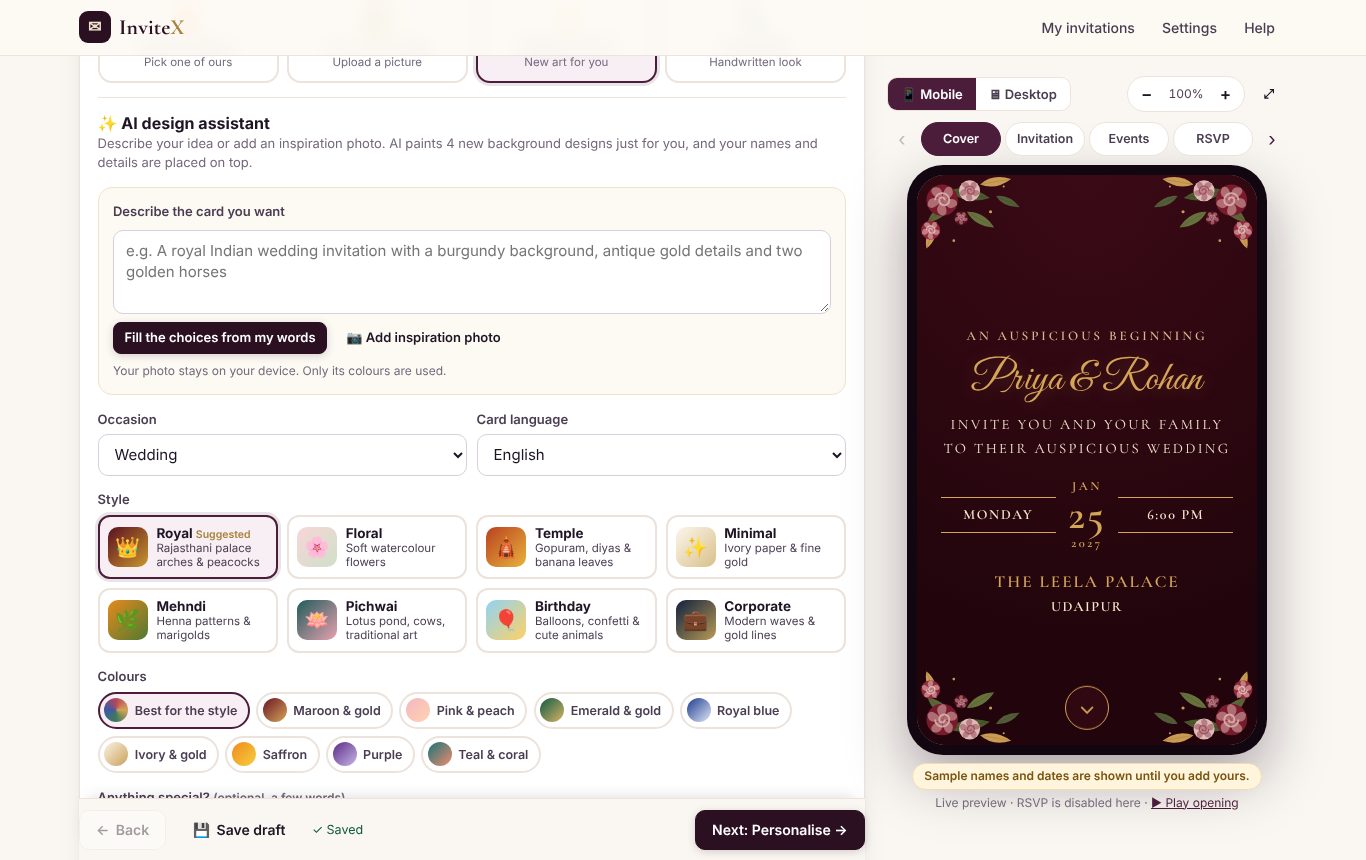 InviteX
My invitations
Settings
Help
Pick one of ours
Upload a picture
New art for you
Handwritten look
✨ AI design assistant
Describe your idea or add an inspiration photo. AI paints 4 new background designs just for you, and your names and
details are placed on top.
Describe the card you want
e.g. A royal Indian wedding invitation with a burgundy background, antique gold details and two
golden horses
Fill the choices from my words
📷 Add inspiration photo
Your photo stays on your device. Only its colours are used.
Occasion
Card language
Wedding
English
Style
Royal Suggested
Rajasthani palace
arches & peacocks
Floral
Soft watercolour
flowers
Temple
Gopuram, diyas &
banana leaves
Minimal
Ivory paper & fine
gold
Mehndi
Henna patterns &
marigolds
Pichwai
Lotus pond, cows,
traditional art
Birthday
Balloons, confetti &
cute animals
Corporate
Modern waves &
gold lines
Colours
Best for the style
Maroon & gold
Pink & peach
Emerald & gold
Royal blue
Ivory & gold
Saffron
Purple
Teal & coral
Anything special? (optional, a few words)
← Back
💾 Save draft
✓ Saved
Next: Personalise →
📱 Mobile
🖥 Desktop
− 100% +
‹ Cover
Invitation
Events
RSVP ›
AN AUSPICIOUS BEGINNING
Priya & Rohan
INVITE YOU AND YOUR FAMILY
TO THEIR AUSPICIOUS WEDDING
JAN
MONDAY
25
6:00 PM
2027
THE LEELA PALACE
UDAIPUR
Sample names and dates are shown until you add yours.
Live preview · RSVP is disabled here · ▶ Play opening